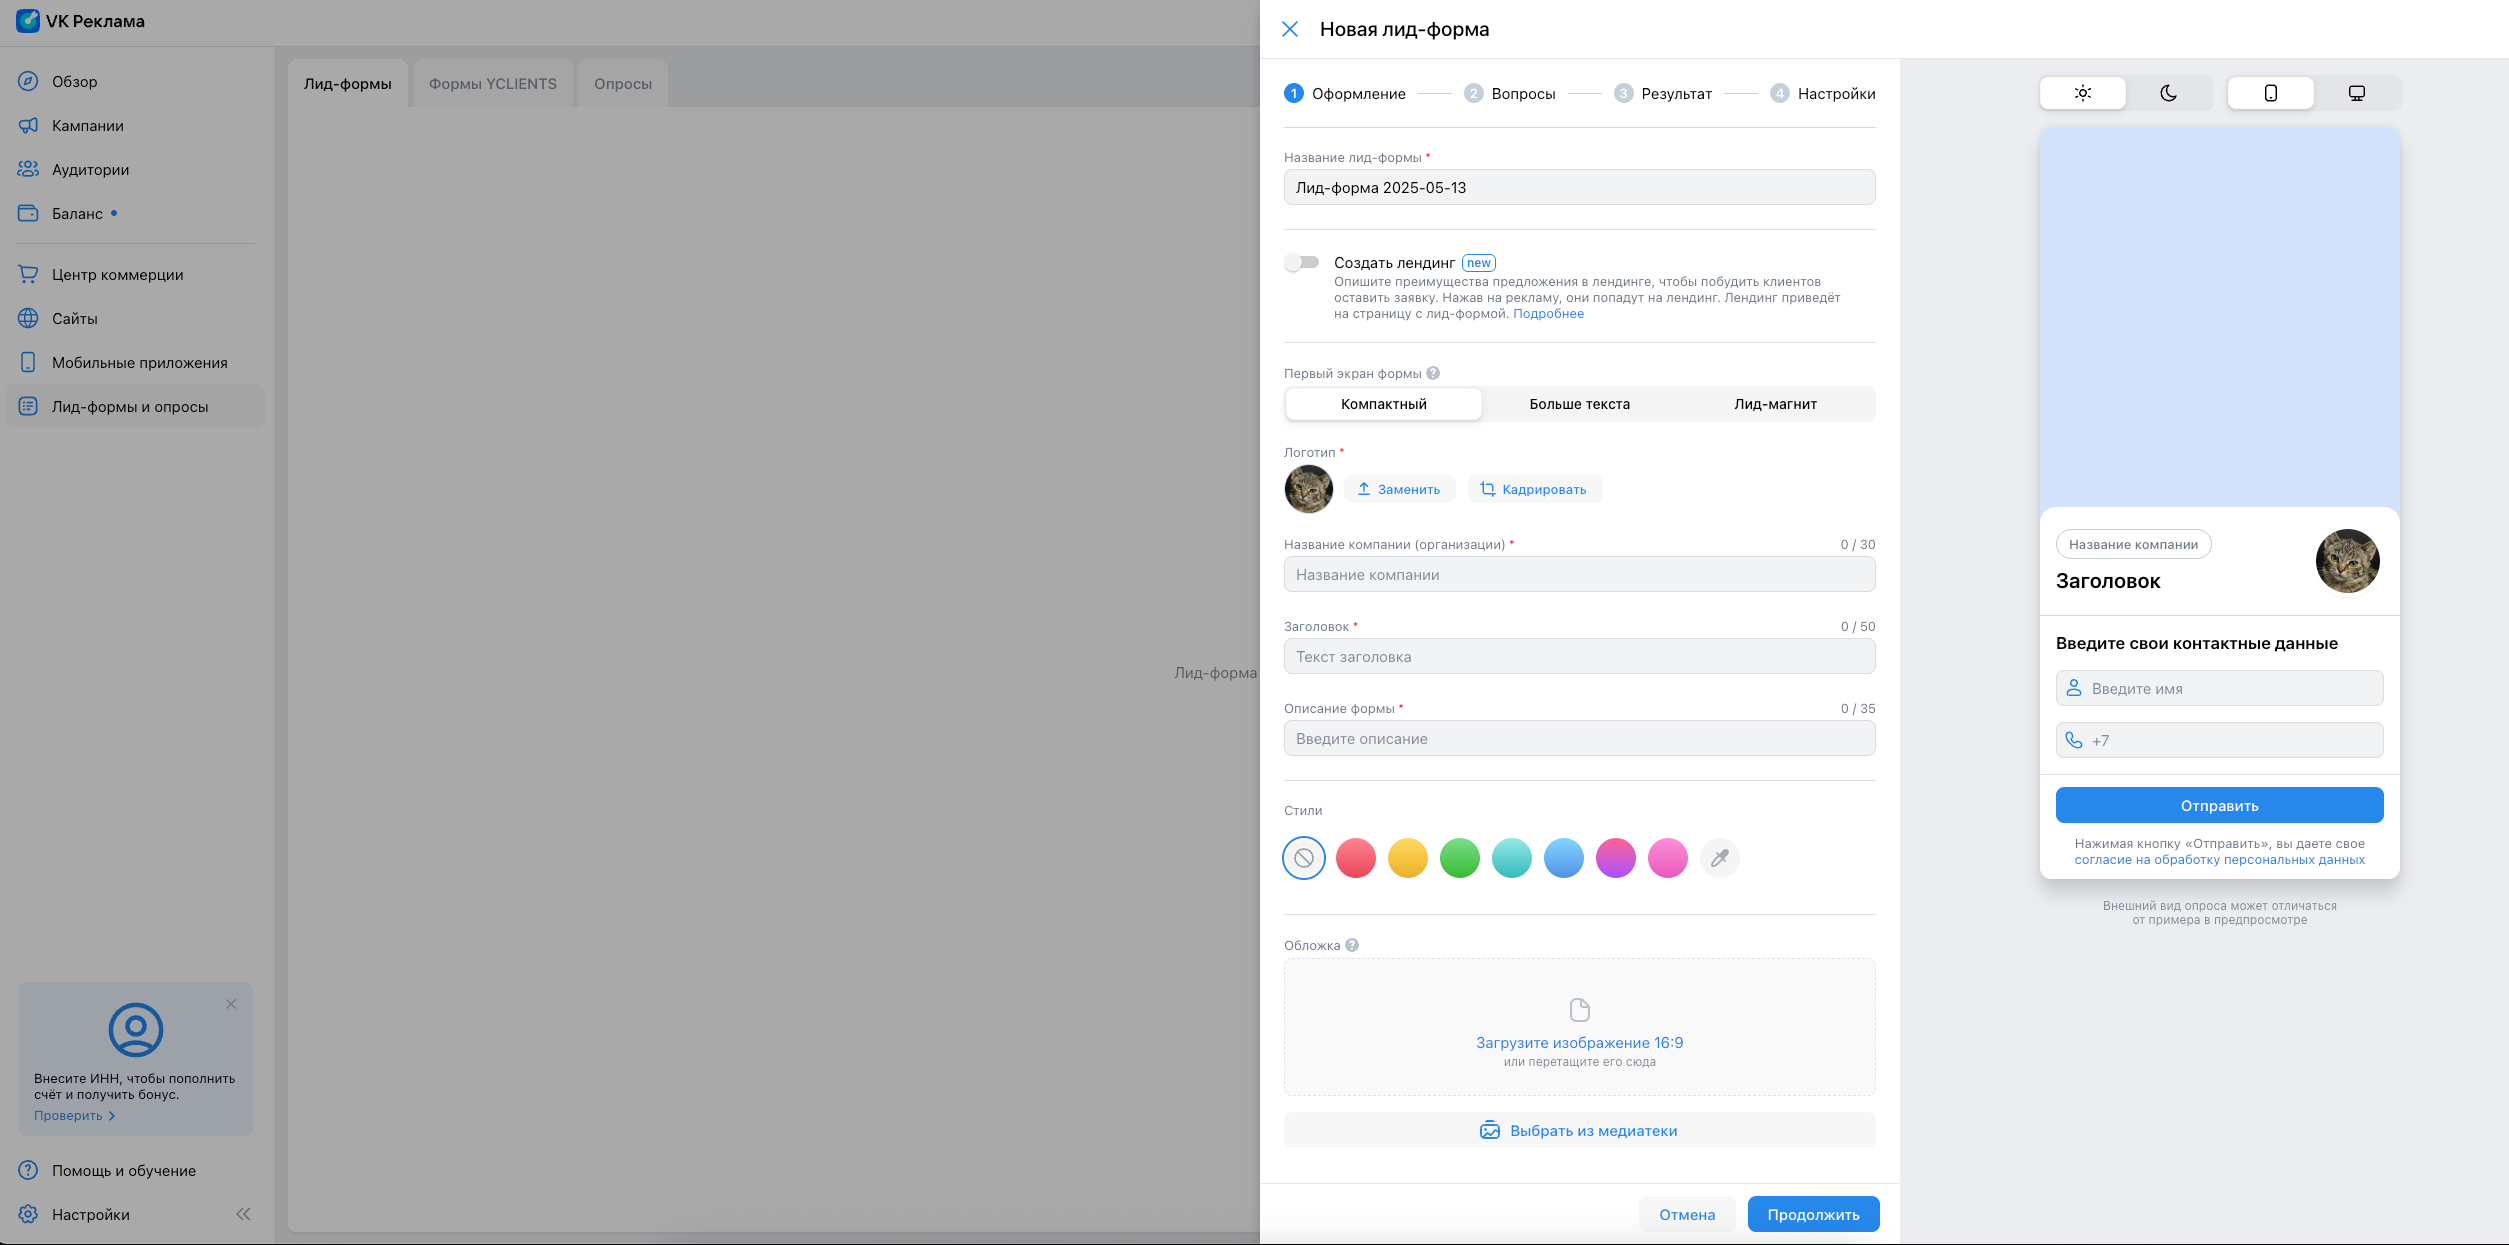 VK Реклама
Обзор
Кампании
Аудитории
Баланс
Центр коммерции
Сайты
Мобильные приложения
Лид-формы и опросы
Внесите ИНН, чтобы пополнить
счёт и получить бонус.
Проверить
Помощь и обучение
Настройки
Лид-формы
Формы YCLIENTS
Опросы
Лид-форма
Новая лид-форма
1 Оформление
2 Вопросы
3 Результат
4 Настройки
Название лид-формы *
Лид-форма 2025-05-13
Создать лендинг new
Опишите преимущества предложения в лендинге, чтобы побудить клиентов
оставить заявку. Нажав на рекламу, они попадут на лендинг. Лендинг приведёт
на страницу с лид-формой. Подробнее
Первый экран формы ?
Компактный
Больше текста
Лид-магнит
Логотип *
Заменить
Кадрировать
Название компании (организации) * 0 / 30
Название компании
Заголовок * 0 / 50
Текст заголовка
Описание формы * 0 / 35
Введите описание
Стили
Обложка ?
Загрузите изображение 16:9
или перетащите его сюда
Выбрать из медиатеки
Отмена
Продолжить
Название компании
Заголовок
Введите свои контактные данные
Введите имя
+7
Отправить
Нажимая кнопку «Отправить», вы даете свое
согласие на обработку персональных данных
Внешний вид опроса может отличаться
от примера в предпросмотре